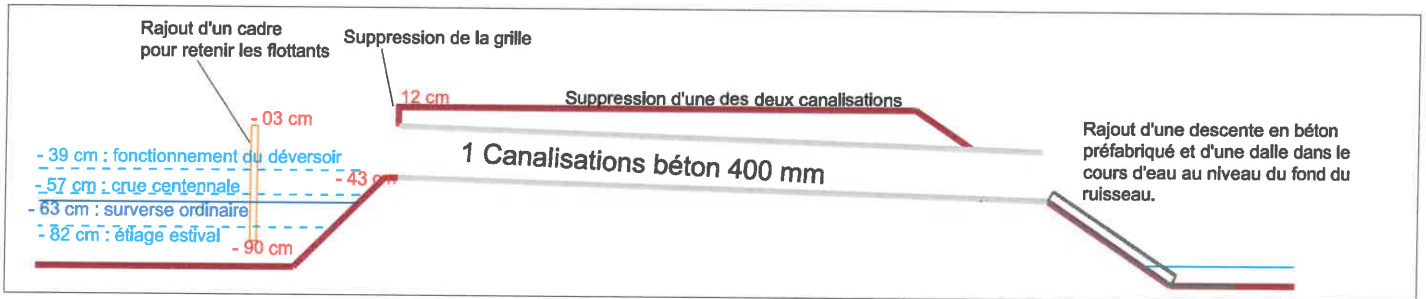 Rajout d'un cadre
pour retenir les flottants
Suppression de la grille
12 cm
Suppression d'une des deux canalisations
- 03 cm
- 39 cm : fonctionnement du déversoir
- 43 cm
- 57 cm : crue centennale
- 63 cm : surverse ordinaire
- 82 cm : étiage estival
- 90 cm
1 Canalisations béton 400 mm
Rajout d'une descente en béton
préfabriqué et d'une dalle dans le
cours d'eau au niveau du fond du
ruisseau.